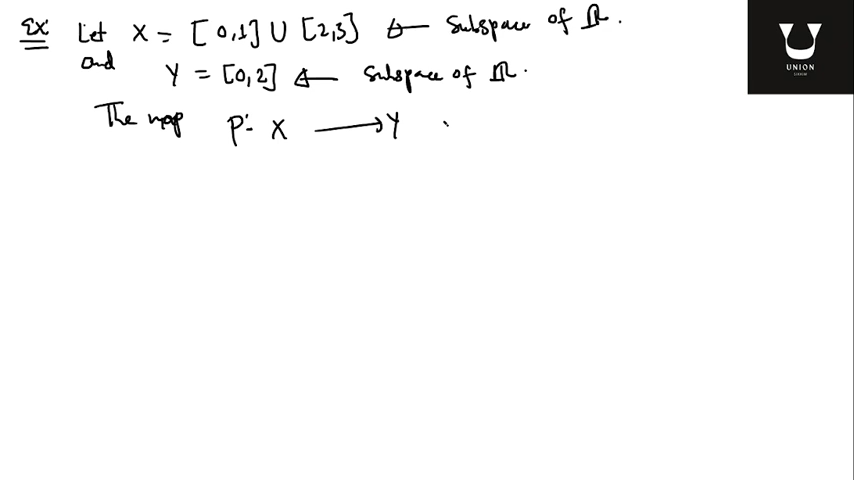 Ex: Let X = [0,1] ∪ [2,3] ← Subspace of ℝ.
and Y = [0,2] ← Subspace of ℝ.
The map P: X → Y
UNION